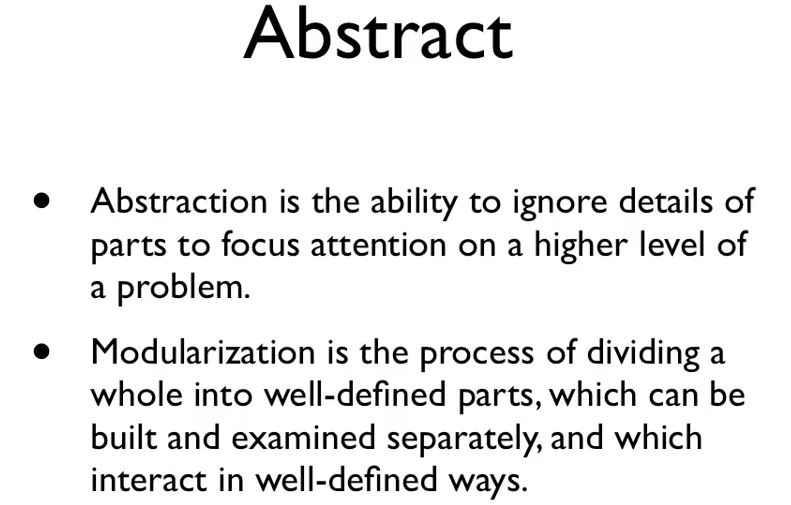 Abstract
• Abstraction is the ability to ignore details of
parts to focus attention on a higher level of
a problem.
• Modularization is the process of dividing a
whole into well-defined parts, which can be
built and examined separately, and which
interact in well-defined ways.